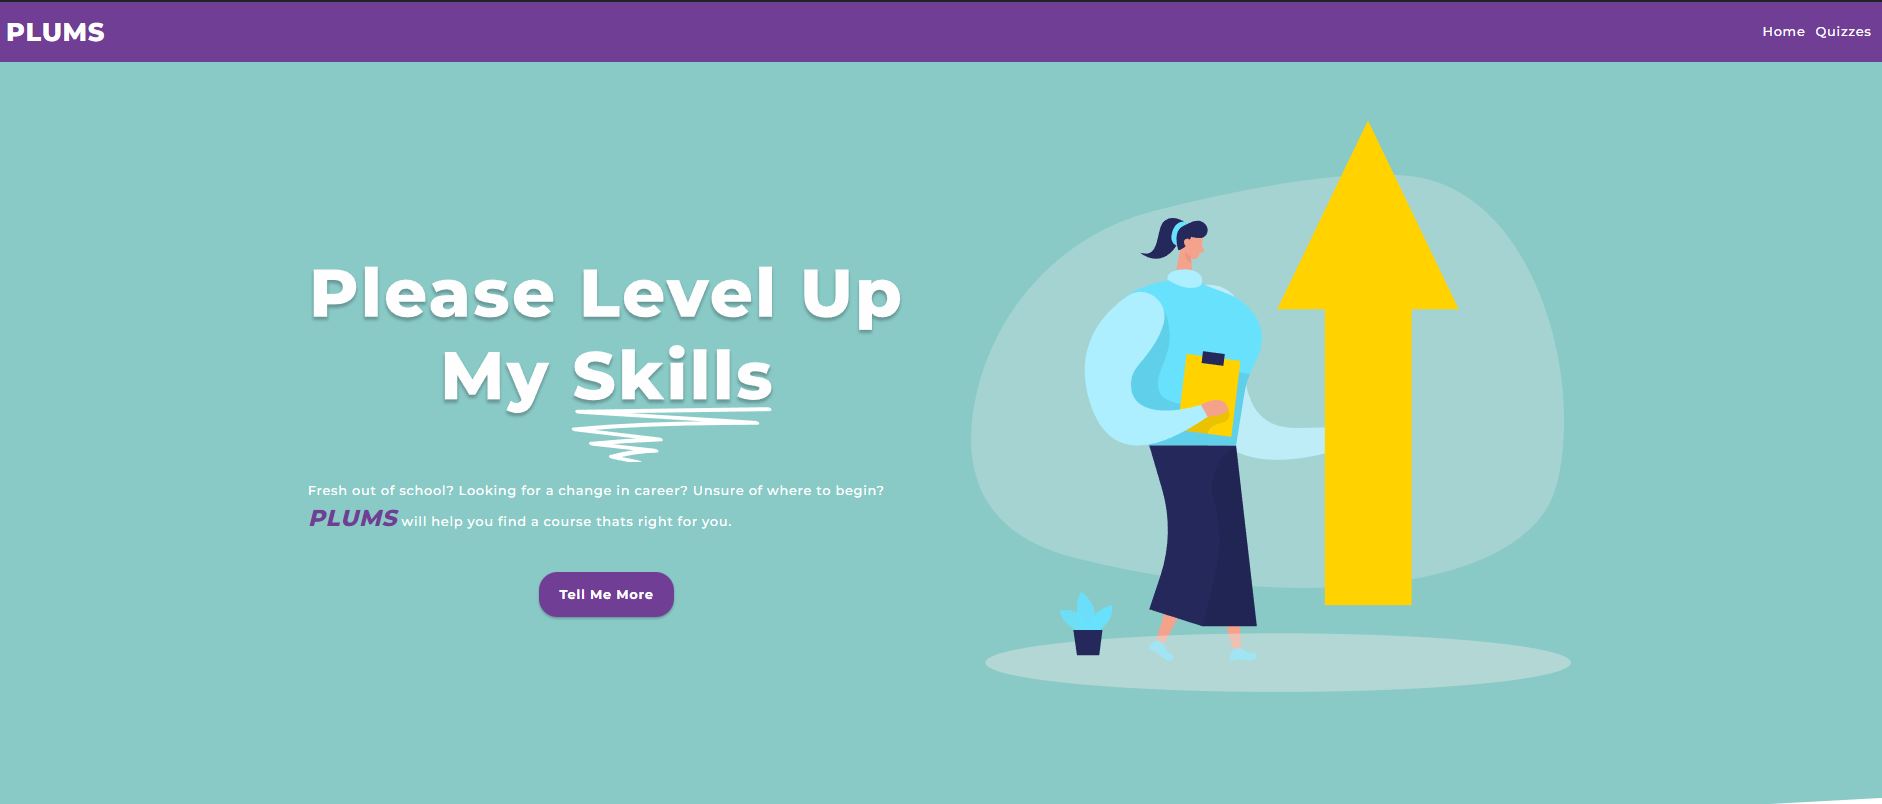 PLUMS
Home Quizzes
Please Level Up
My Skills
Fresh out of school? Looking for a change in career? Unsure of where to begin?
PLUMS will help you find a course thats right for you.
Tell Me More